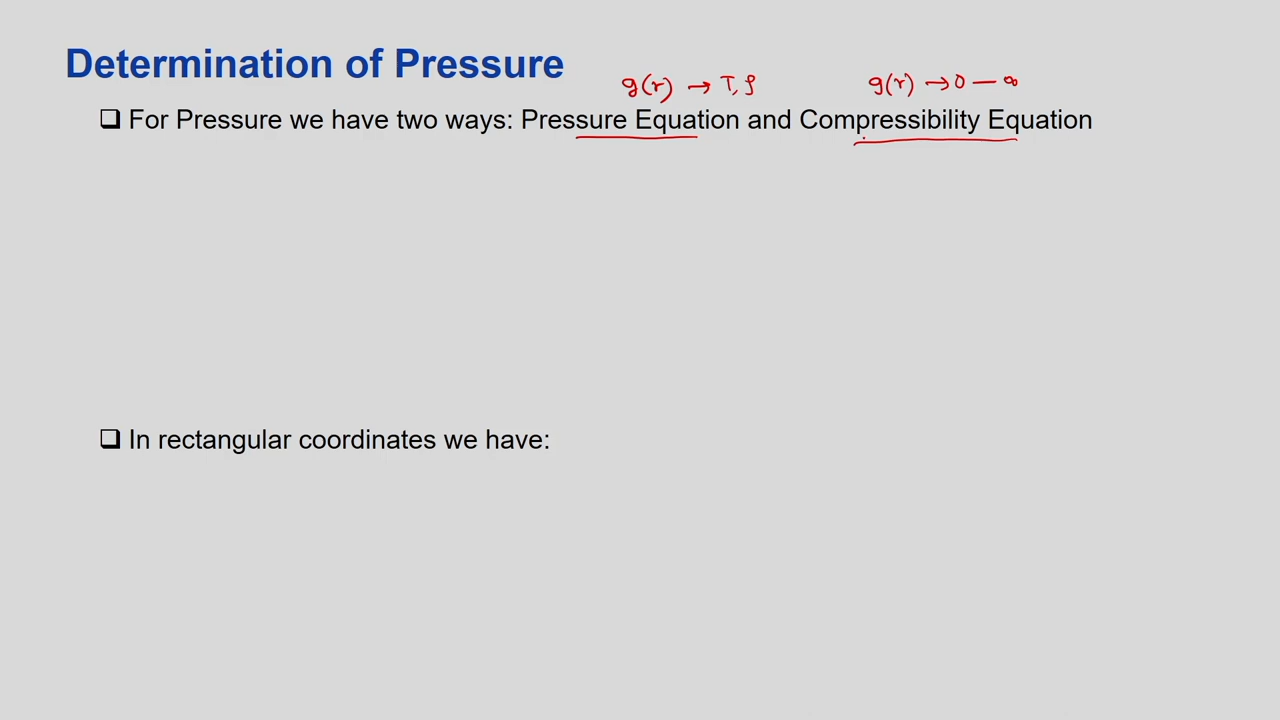 Determination of Pressure
g(r) → T, ρ g(r) → 0 — ∞
❑ For Pressure we have two ways: Pressure Equation and Compressibility Equation
❑ In rectangular coordinates we have: